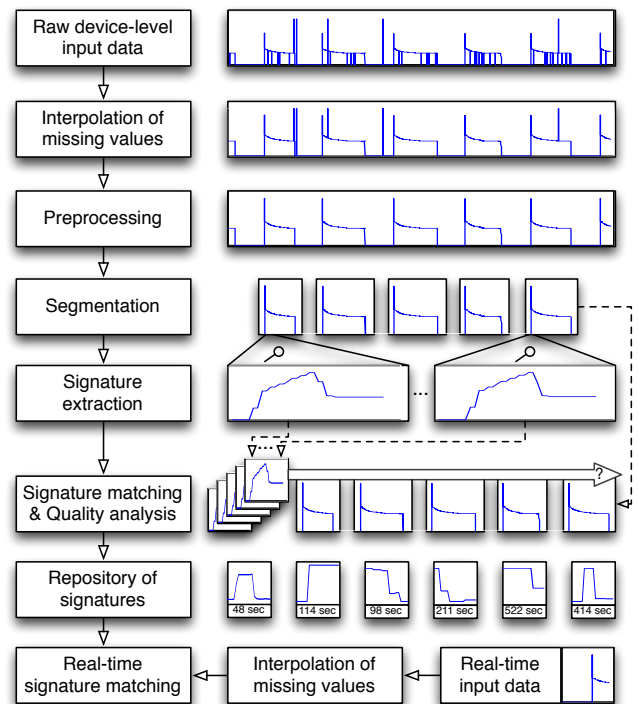 Raw device-level
input data
Interpolation of
missing values
Preprocessing
Segmentation
Signature
extraction
...
...
Signature matching
& Quality analysis
?
Repository of
signatures
48 sec
114 sec
98 sec
211 sec
522 sec
414 sec
Real-time
signature matching
Interpolation of
missing values
Real-time
input data